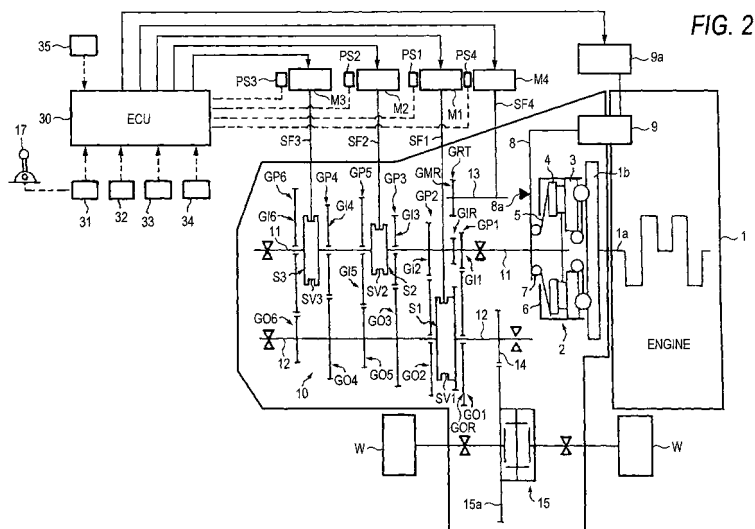 FIG. 2
35
PS3
PS2
PS1
PS4
9a
M3
M2
M1
M4
30
ECU
17
SF3
SF2
SF1
SF4
9
31
32
33
34
GRT
GMR
13
8
8a
4
3
1b
GP6
GP4
GP5
GP3
GP2
GIR
GP1
5
GI6
GI4
GI3
11
1a
1
S3
SV3
GI5
SV2
S2
GI2
GI1
11
7
6
2
GO6
GO3
S1
12
12
ENGINE
10
GO4
GO5
GO2
SV1
GO1
GOR
14
W
W
15a
15